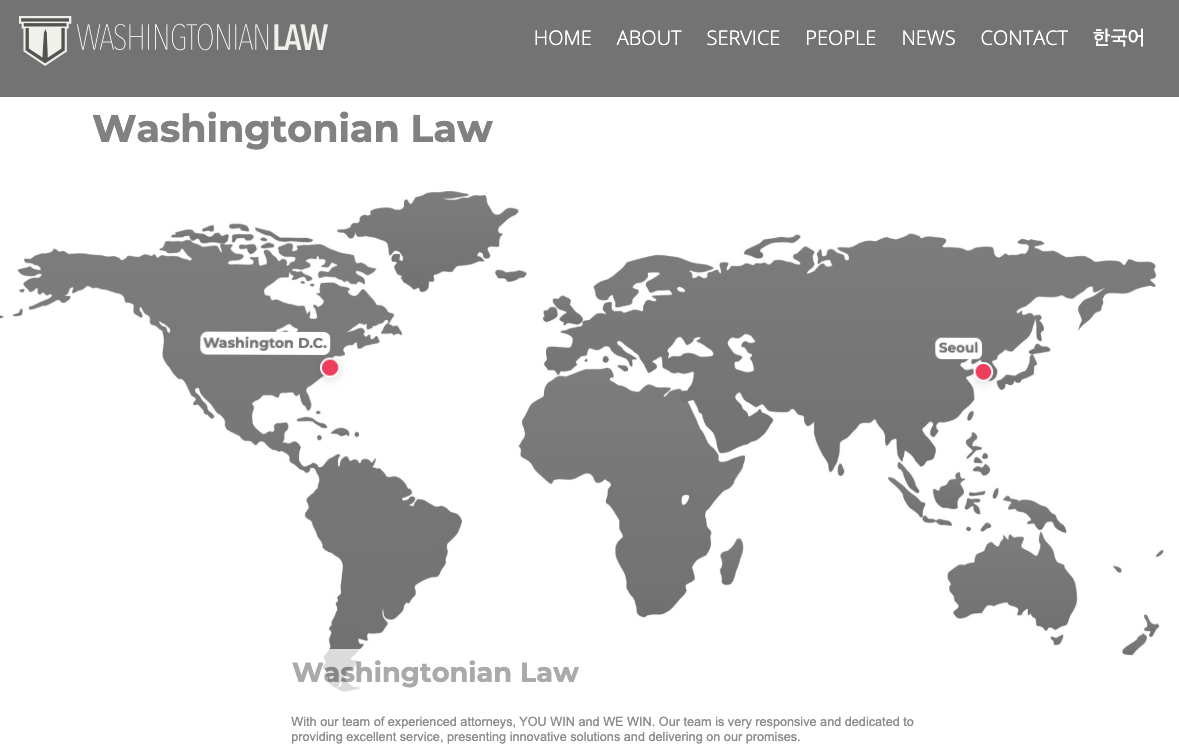 WASHINGTONIANLAW
HOME ABOUT SERVICE PEOPLE NEWS CONTACT 한국어
Washingtonian Law
Washington D.C.
Seoul
Washingtonian Law
With our team of experienced attorneys, YOU WIN and WE WIN. Our team is very responsive and dedicated to
providing excellent service, presenting innovative solutions and delivering on our promises.